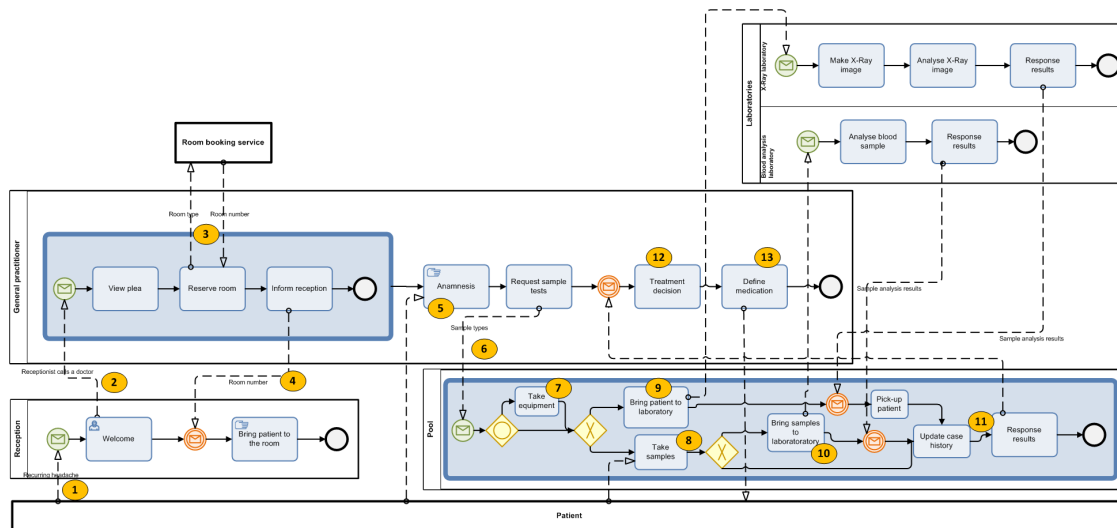 Laboratories
X-Ray laboratory
Make X-Ray
image
Analyse X-Ray
image
Response
results
Blood analysis
laboratory
Analyse blood
sample
Response
results
Room booking service
Room type
Room number
3
General practitioner
View plea
Reserve room
Inform reception
Anamnesis
5
Request sample
tests
12
Treatment
decision
13
Define
medication
Sample types
6
Sample analysis results
Sample analysis results
Receptionist calls a doctor
2
Room number
4
Reception
Welcome
Bring patient to
the room
Recurring headache
1
Pool
Take
equipment
7
9
Bring patient to
laboratory
Take
samples
8
Bring samples to
laboratoratory
10
Pick-up
patient
Update case
history
11
Response
results
Patient